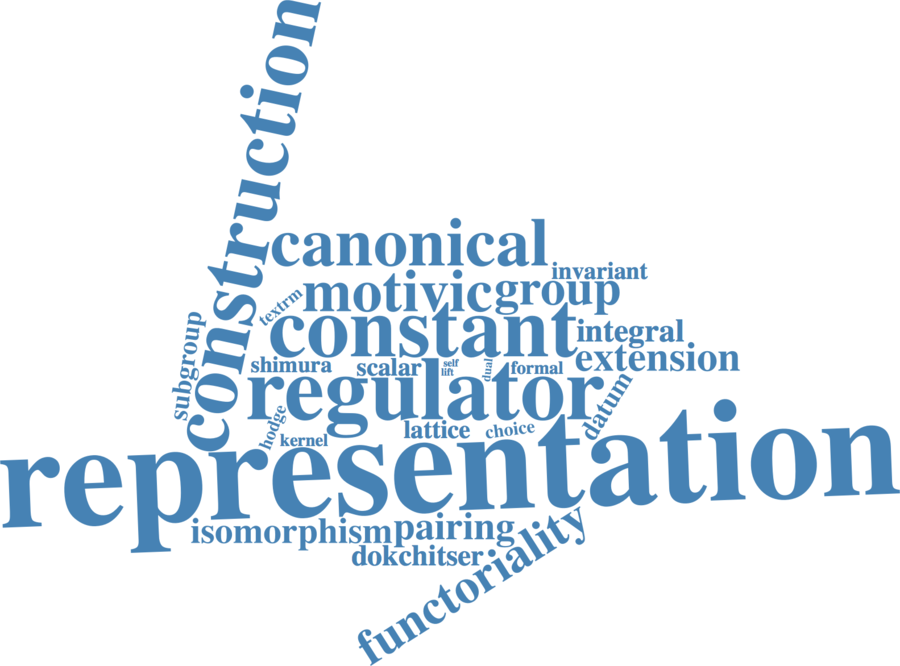 construction
canonical
invariant
motivic
group
textrm
constant
integral
subgroup
extension
shimura
scalar
self
lift
dual
formal
regulator
datum
hodge
kernel
lattice
choice
representation
isomorphism
pairing
dokchitser
functoriality